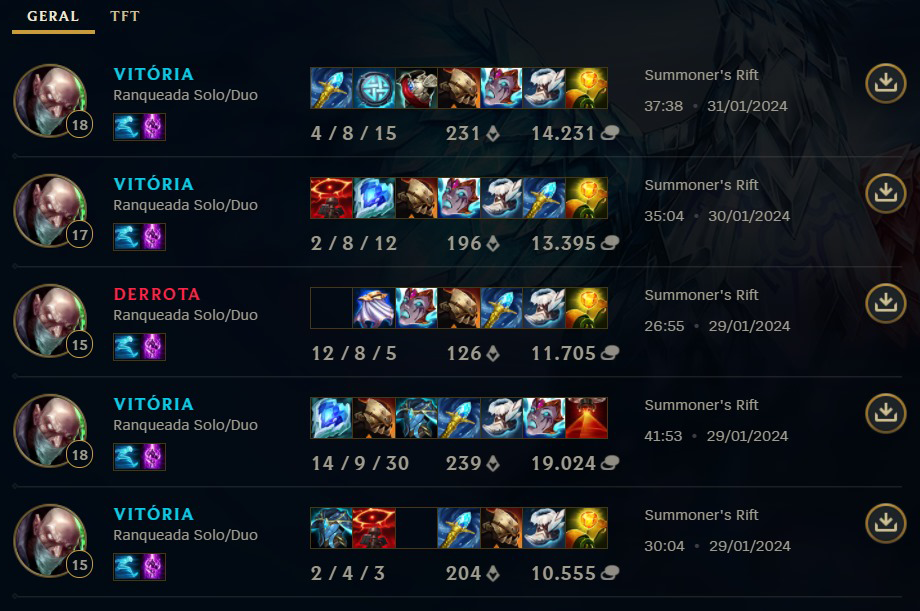 GERAL TFT
VITÓRIA
Ranqueada Solo/Duo
18
4 / 8 / 15 231 14.231
Summoner's Rift
37:38 • 31/01/2024
VITÓRIA
Ranqueada Solo/Duo
17
2 / 8 / 12 196 13.395
Summoner's Rift
35:04 • 30/01/2024
DERROTA
Ranqueada Solo/Duo
15
12 / 8 / 5 126 11.705
Summoner's Rift
26:55 • 29/01/2024
VITÓRIA
Ranqueada Solo/Duo
18
14 / 9 / 30 239 19.024
Summoner's Rift
41:53 • 29/01/2024
VITÓRIA
Ranqueada Solo/Duo
15
2 / 4 / 3 204 10.555
Summoner's Rift
30:04 • 29/01/2024